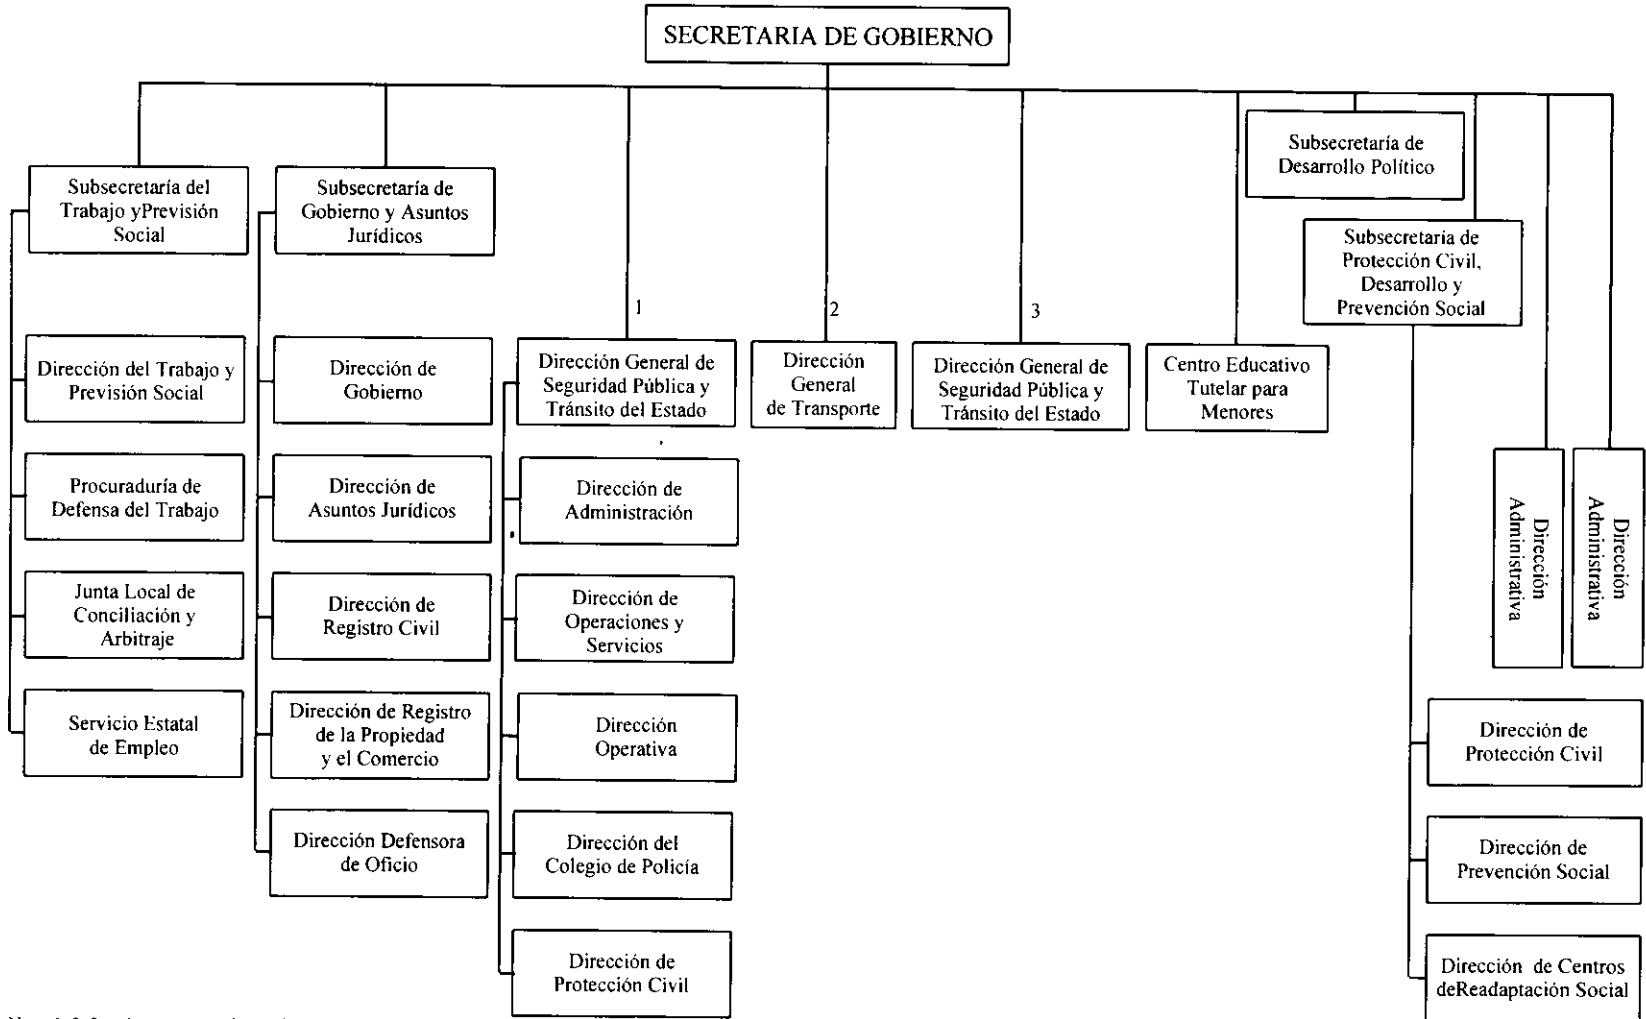 SECRETARIA DE GOBIERNO
Subsecretaría del
Trabajo yPrevisión
Social
Dirección del Trabajo y
Previsión Social
Procuraduría de
Defensa del Trabajo
Junta Local de
Conciliación y
Arbitraje
Servicio Estatal
de Empleo
Subsecretaría de
Gobierno y Asuntos
Jurídicos
Dirección de
Gobierno
Dirección de
Asuntos Jurídicos
Dirección de
Registro Civil
Dirección de Registro
de la Propiedad
y el Comercio
Dirección Defensora
de Oficio
1
Dirección General de
Seguridad Pública y
Tránsito del Estado
Dirección de
Administración
Dirección de
Operaciones y
Servicios
Dirección
Operativa
Dirección del
Colegio de Policía
Dirección de
Protección Civil
2
Dirección
General
de Transporte
3
Dirección General de
Seguridad Pública y
Tránsito del Estado
Centro Educativo
Tutelar para
Menores
Subsecretaría de
Desarrollo Político
Subsecretaría de
Protección Civil,
Desarrollo y
Prevención Social
Dirección de
Protección Civil
Dirección de
Prevención Social
Dirección de Centros
deReadaptación Social
Dirección
Administrativa
Dirección
Administrativa